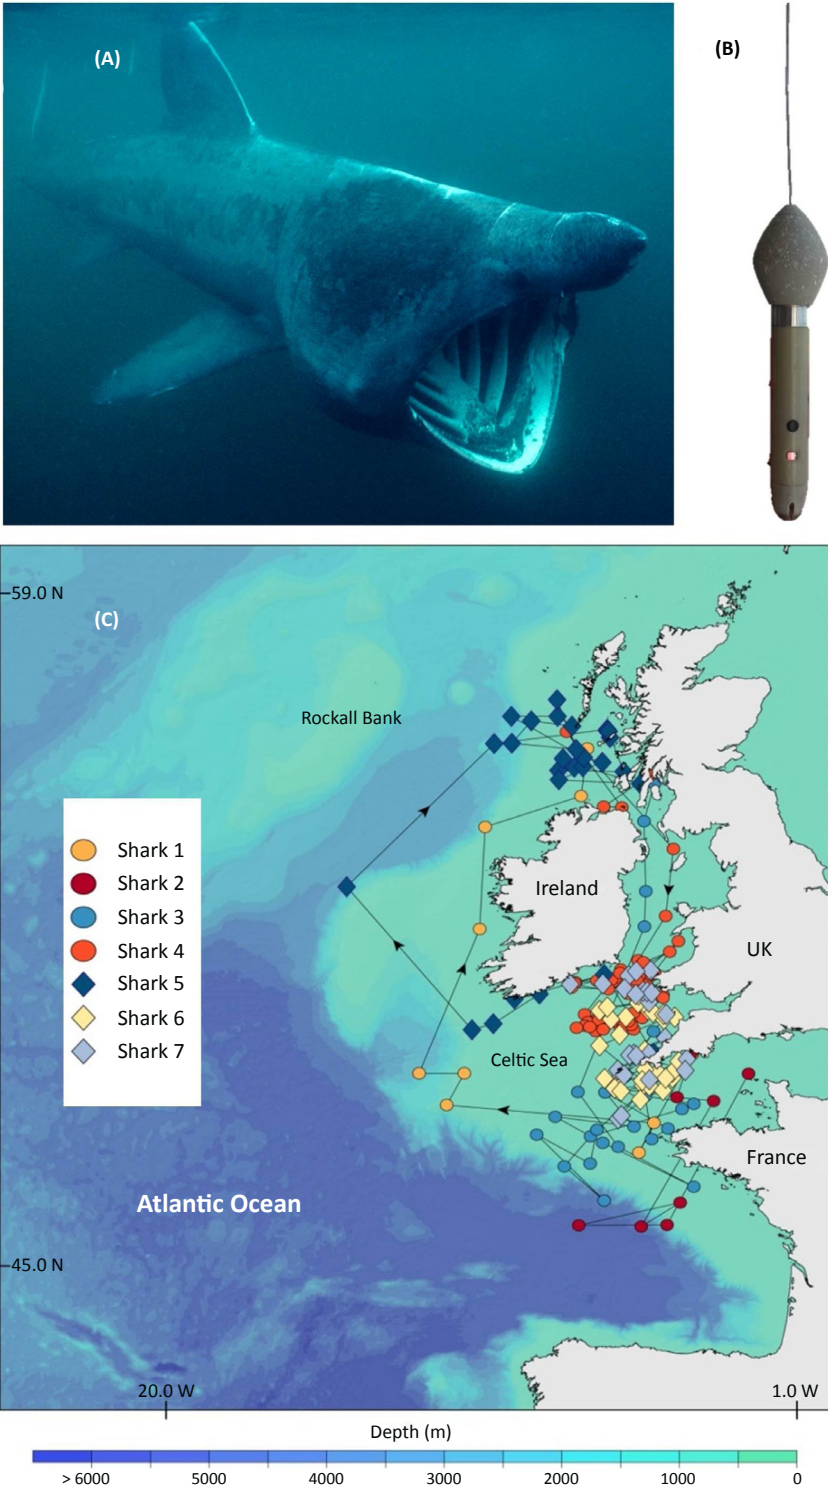 (A)
(B)
59.0 N
(C)
Rockall Bank
Shark 1
Shark 2
Shark 3
Shark 4
Shark 5
Shark 6
Shark 7
Ireland
UK
Celtic Sea
France
Atlantic Ocean
45.0 N
20.0 W
1.0 W
Depth (m)
> 6000
5000
4000
3000
2000
1000
0